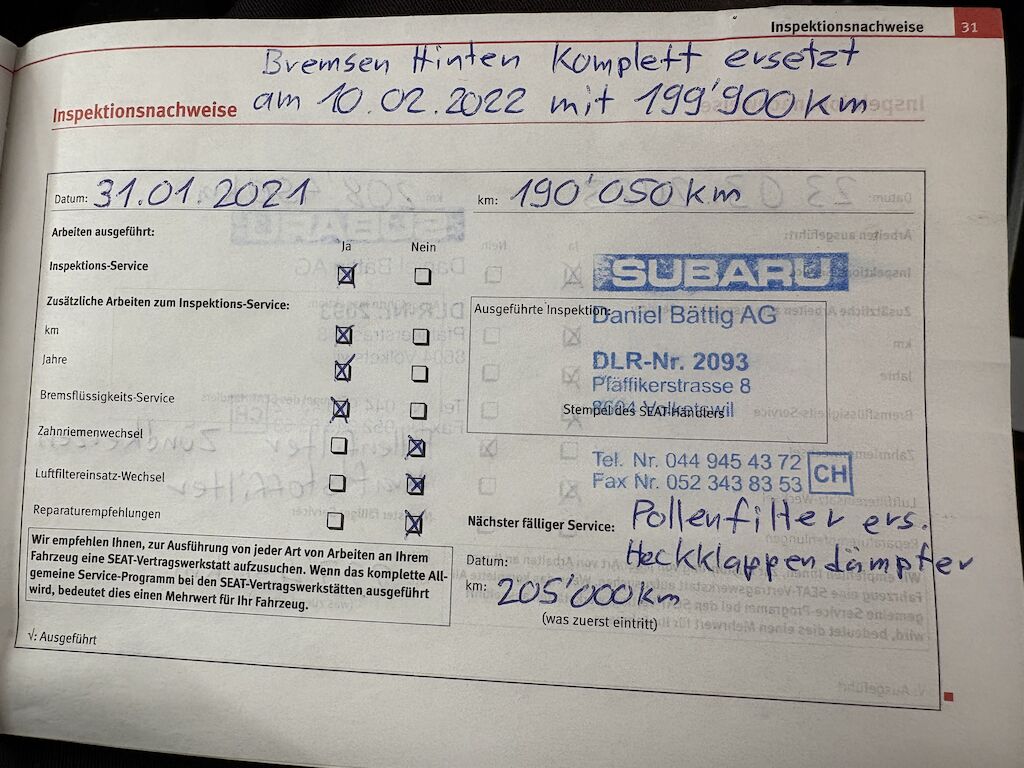 Inspektionsnachweise 31
Bremsen Hinten Komplett ersetzt
am 10.02.2022 mit 199'900 km
Inspektionsnachweise
Datum: 31.01.2021 km: 190'050 km
Arbeiten ausgeführt:
Ja Nein
Inspektions-Service
SUBARU
Zusätzliche Arbeiten zum Inspektions-Service:
Ausgeführte Inspektion:
Daniel Bättig AG
km
Jahre
DLR-Nr. 2093
Pfäffikerstrasse 8
Bremsflüssigkeits-Service
8604 Volketswil
Stempel des SEAT-Händlers
Zahnriemenwechsel
Luftfiltereinsatz-Wechsel
Tel. Nr. 044 945 43 72
Fax Nr. 052 343 83 53
CH
Reparaturempfehlungen
Nächster fälliger Service: Pollenfilter ers.
Heckklappendämpfer
Datum:
km: 205'000 km
(was zuerst eintritt)
Wir empfehlen Ihnen, zur Ausführung von jeder Art von Arbeiten an Ihrem
Fahrzeug eine SEAT-Vertragswerkstatt aufzusuchen. Wenn das komplette All-
gemeine Service-Programm bei den SEAT-Vertragswerkstätten ausgeführt
wird, bedeutet dies einen Mehrwert für Ihr Fahrzeug.
√: Ausgeführt